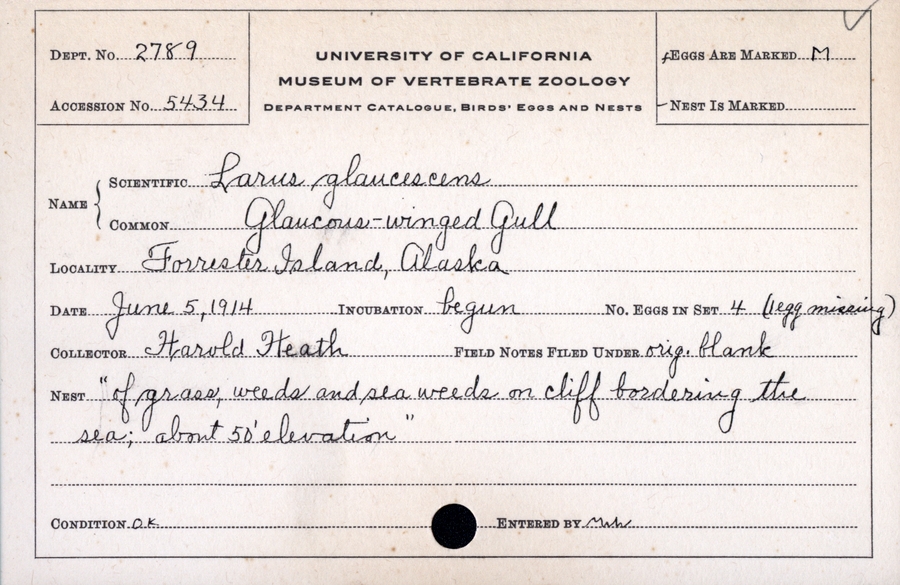 DEPT. No. 2789
ACCESSION No. 5434
UNIVERSITY OF CALIFORNIA
MUSEUM OF VERTEBRATE ZOOLOGY
DEPARTMENT CATALOGUE, BIRDS' EGGS AND NESTS
EGGS ARE MARKED M
NEST IS MARKED
NAME
SCIENTIFIC Larus glaucescens
COMMON Glaucous-winged Gull
LOCALITY Forrester Island, Alaska
DATE June 5, 1914 INCUBATION begun No. EGGS IN SET 4 (1 egg missing)
COLLECTOR Harold Heath FIELD NOTES FILED UNDER orig. blank
NEST "of grass, weeds and sea weeds on cliff bordering the
sea; about 50' elevation"
CONDITION O.K. ENTERED BY